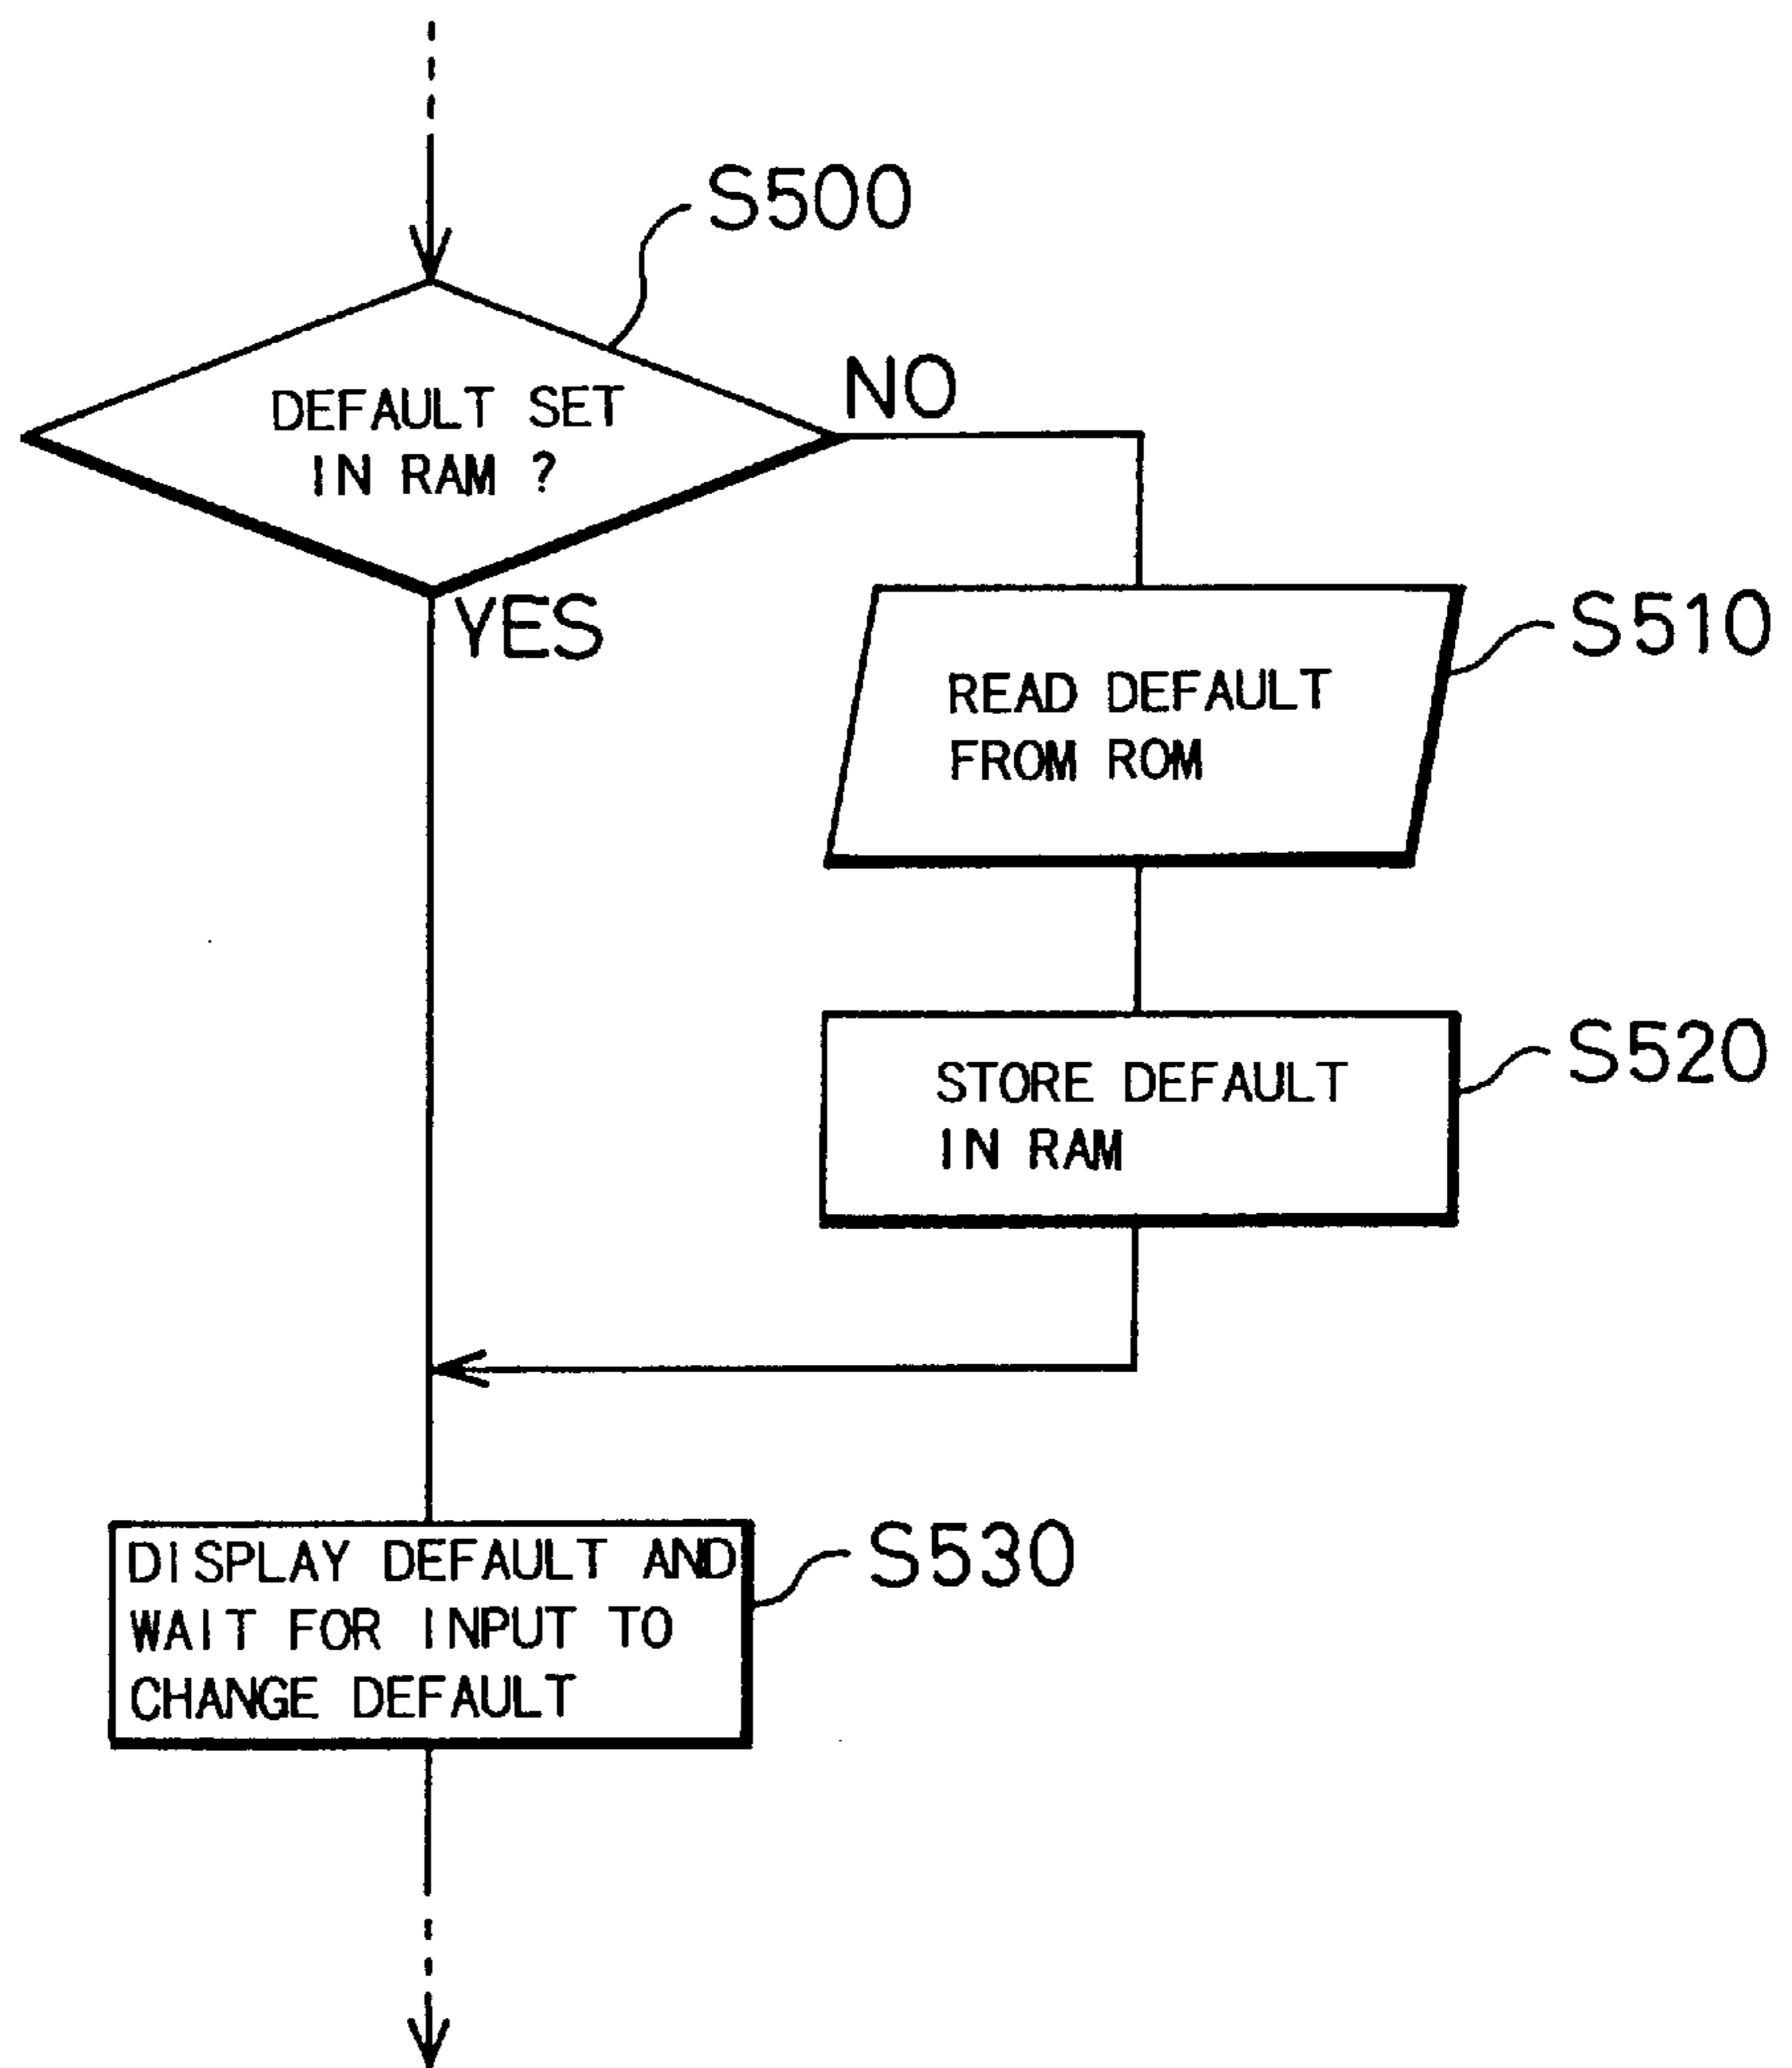 S500
DEFAULT SET
IN RAM ?
NO
YES
S510
READ DEFAULT
FROM ROM
S520
STORE DEFAULT
IN RAM
S530
DISPLAY DEFAULT AND
WAIT FOR INPUT TO
CHANGE DEFAULT